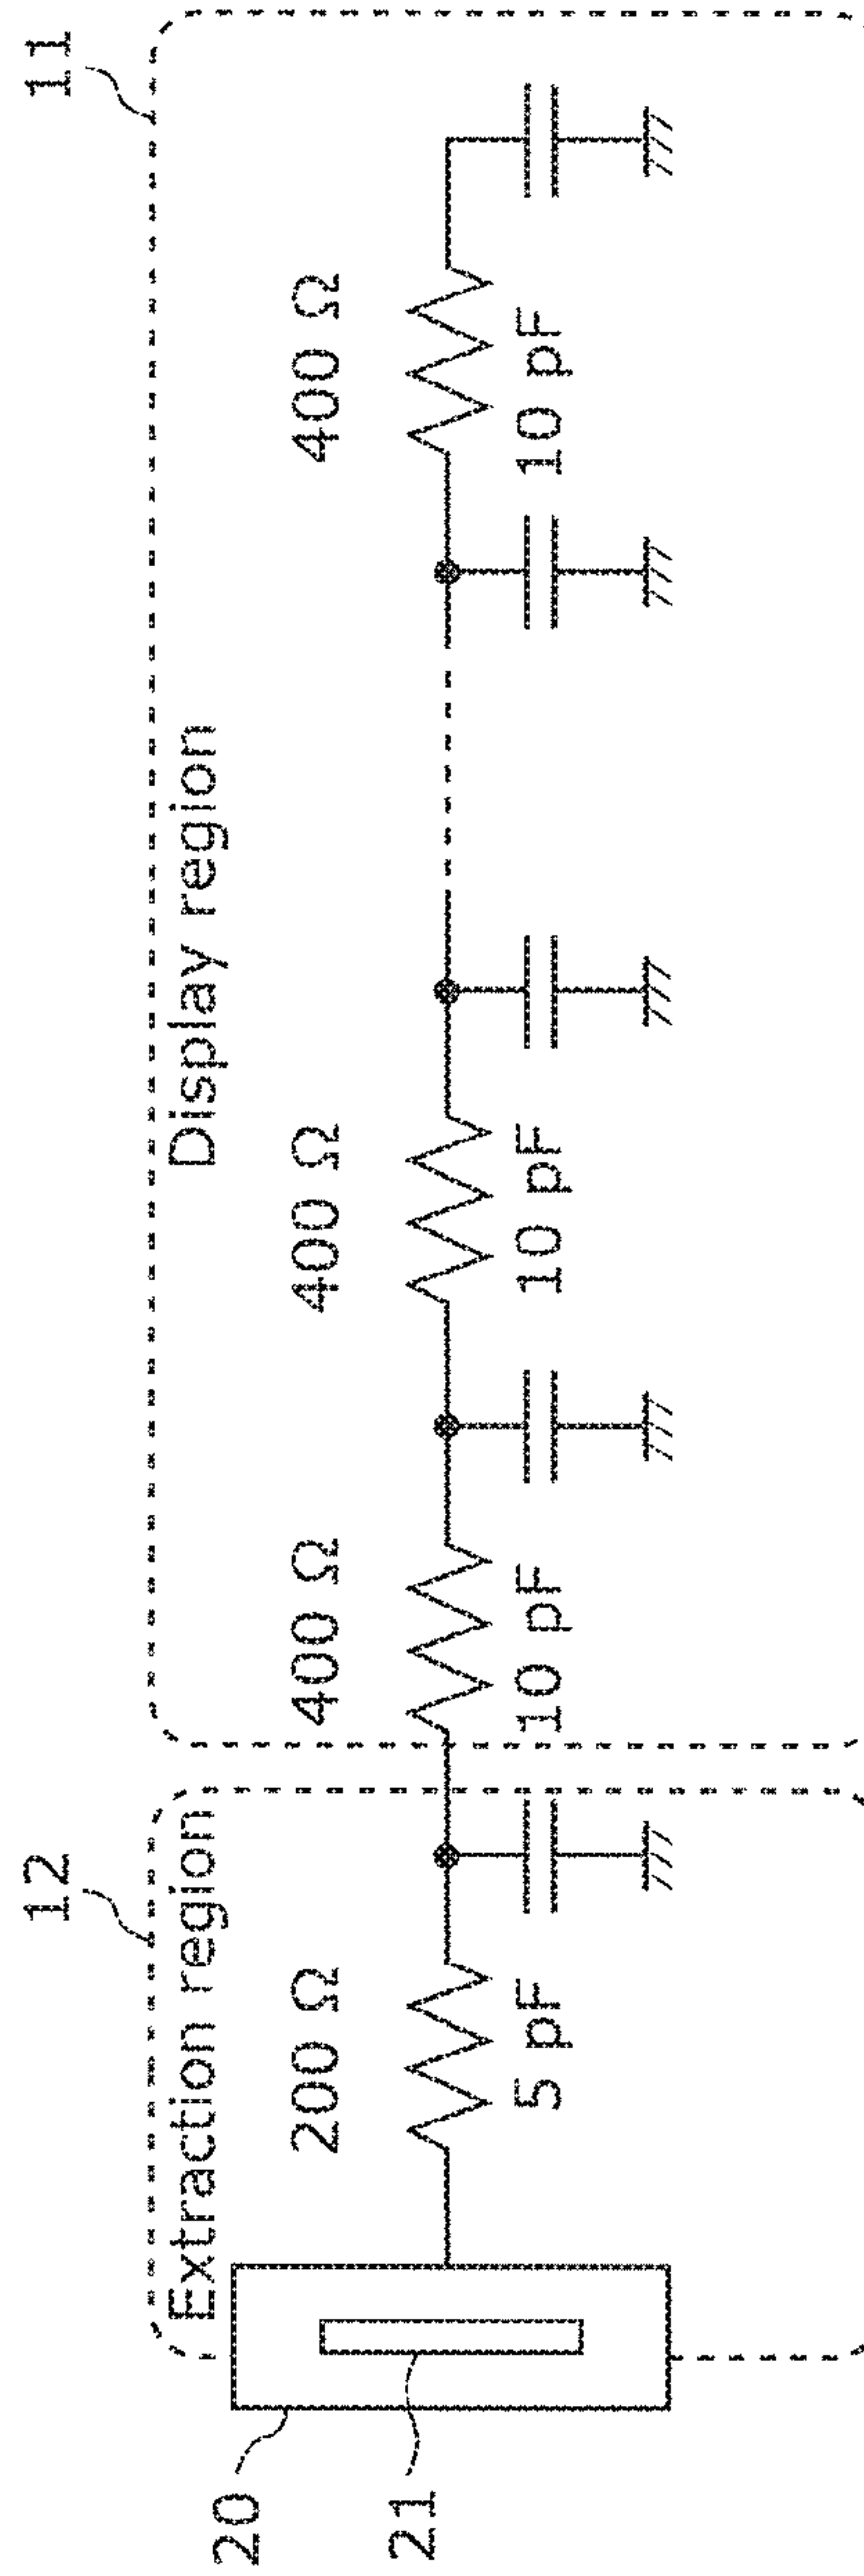 12
11
Extraction region
Display region
200 Ω
400 Ω
400 Ω
400 Ω
5 pF
10 pF
10 pF
10 pF
20
21